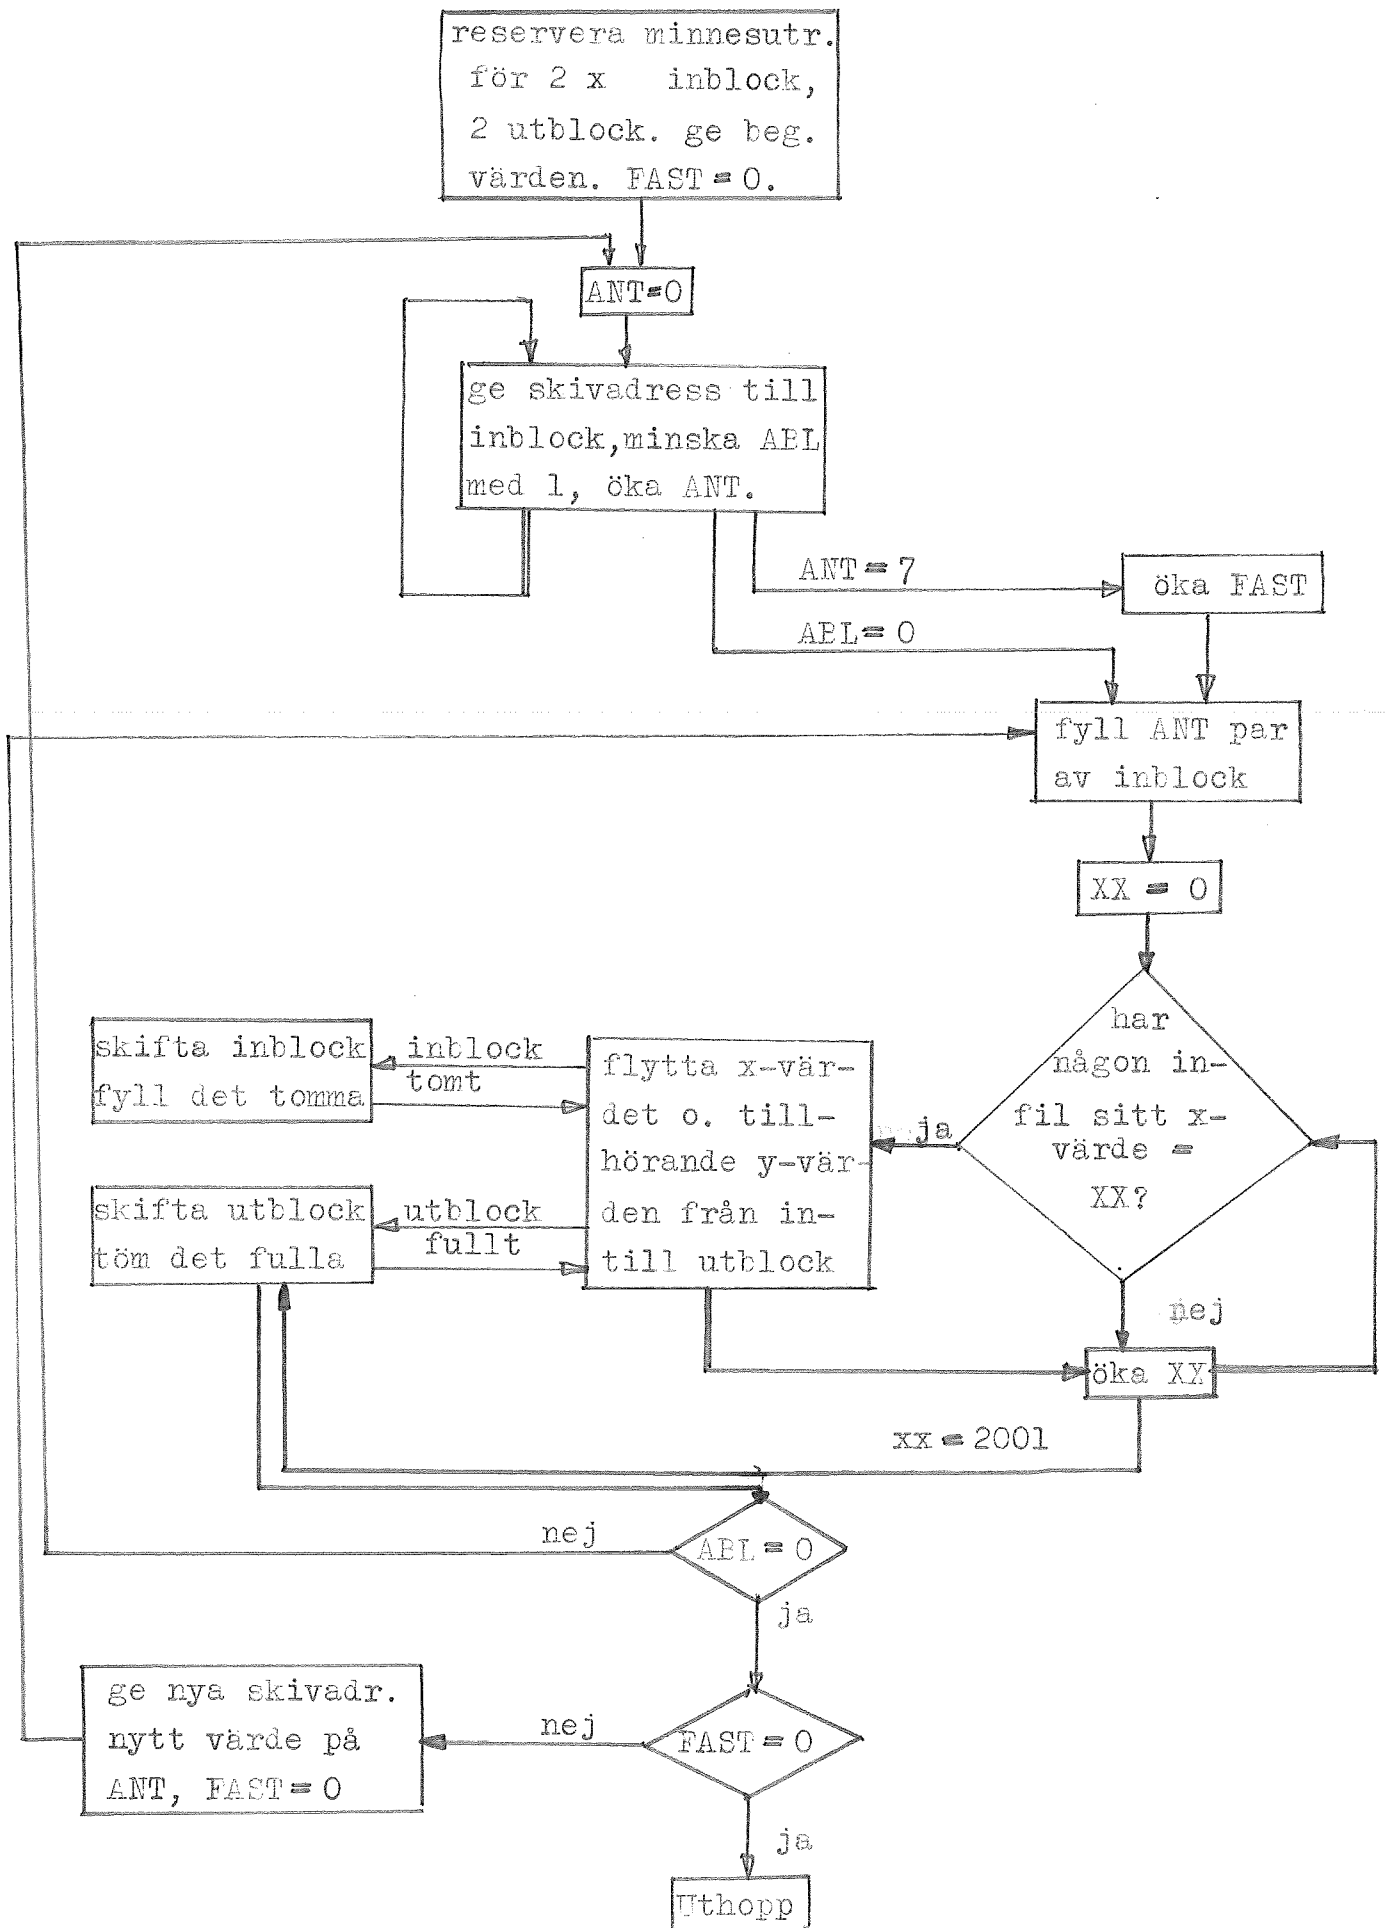 reservera minnesutr.
för 2 x inblock,
2 utblock. ge beg.
värden. FAST = 0.
ANT=0
ge skivadress till
inblock,minska ABL
med 1, öka ANT.
ANT = 7
öka FAST
ABL= 0
fyll ANT par
av inblock
XX = 0
har
någon in-
fil sitt x-
värde =
XX?
ja
nej
flytta x-vär-
det o. till-
hörande y-vär-
den från in-
till utblock
inblock
tomt
skifta inblock
fyll det tomma
utblock
fullt
skifta utblock
töm det fulla
öka XX
xx = 2001
ABL = 0
nej
ja
FAST = 0
nej
ge nya skivadr.
nytt värde på
ANT, FAST = 0
ja
Uthopp